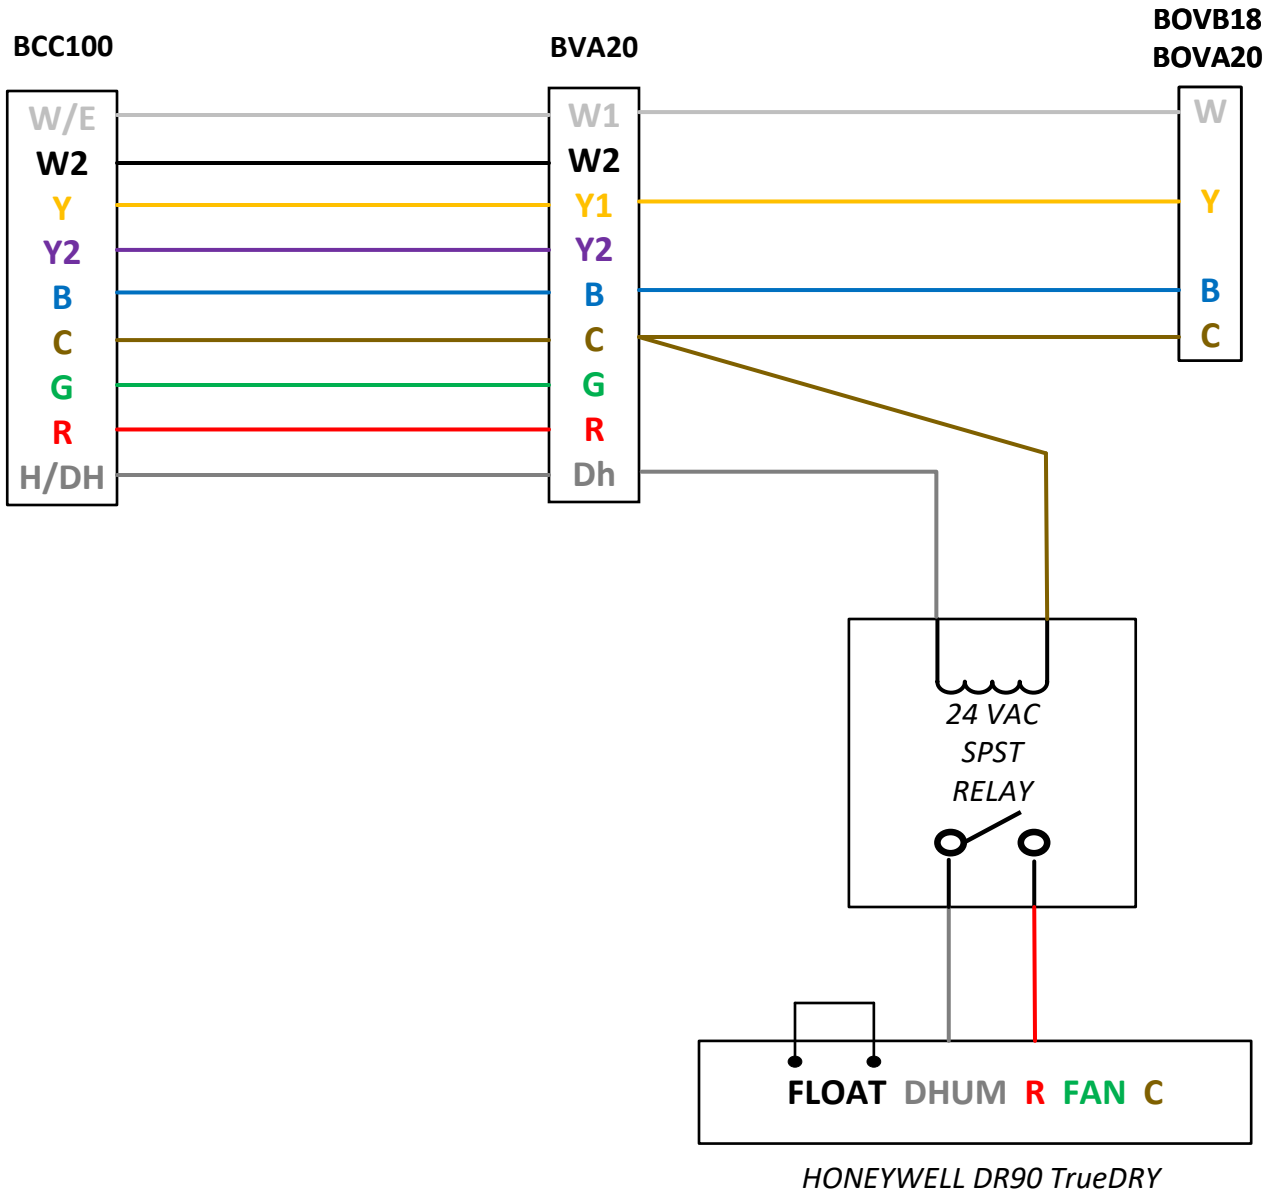 BCC100
BVA20
BOVB18
BOVA20
W/E
W2
Y
Y2
B
C
G
R
H/DH
W1
W2
Y1
Y2
B
C
G
R
Dh
W
Y
B
C
24 VAC
SPST
RELAY
FLOAT DHUM R FAN C
HONEYWELL DR90 TrueDRY